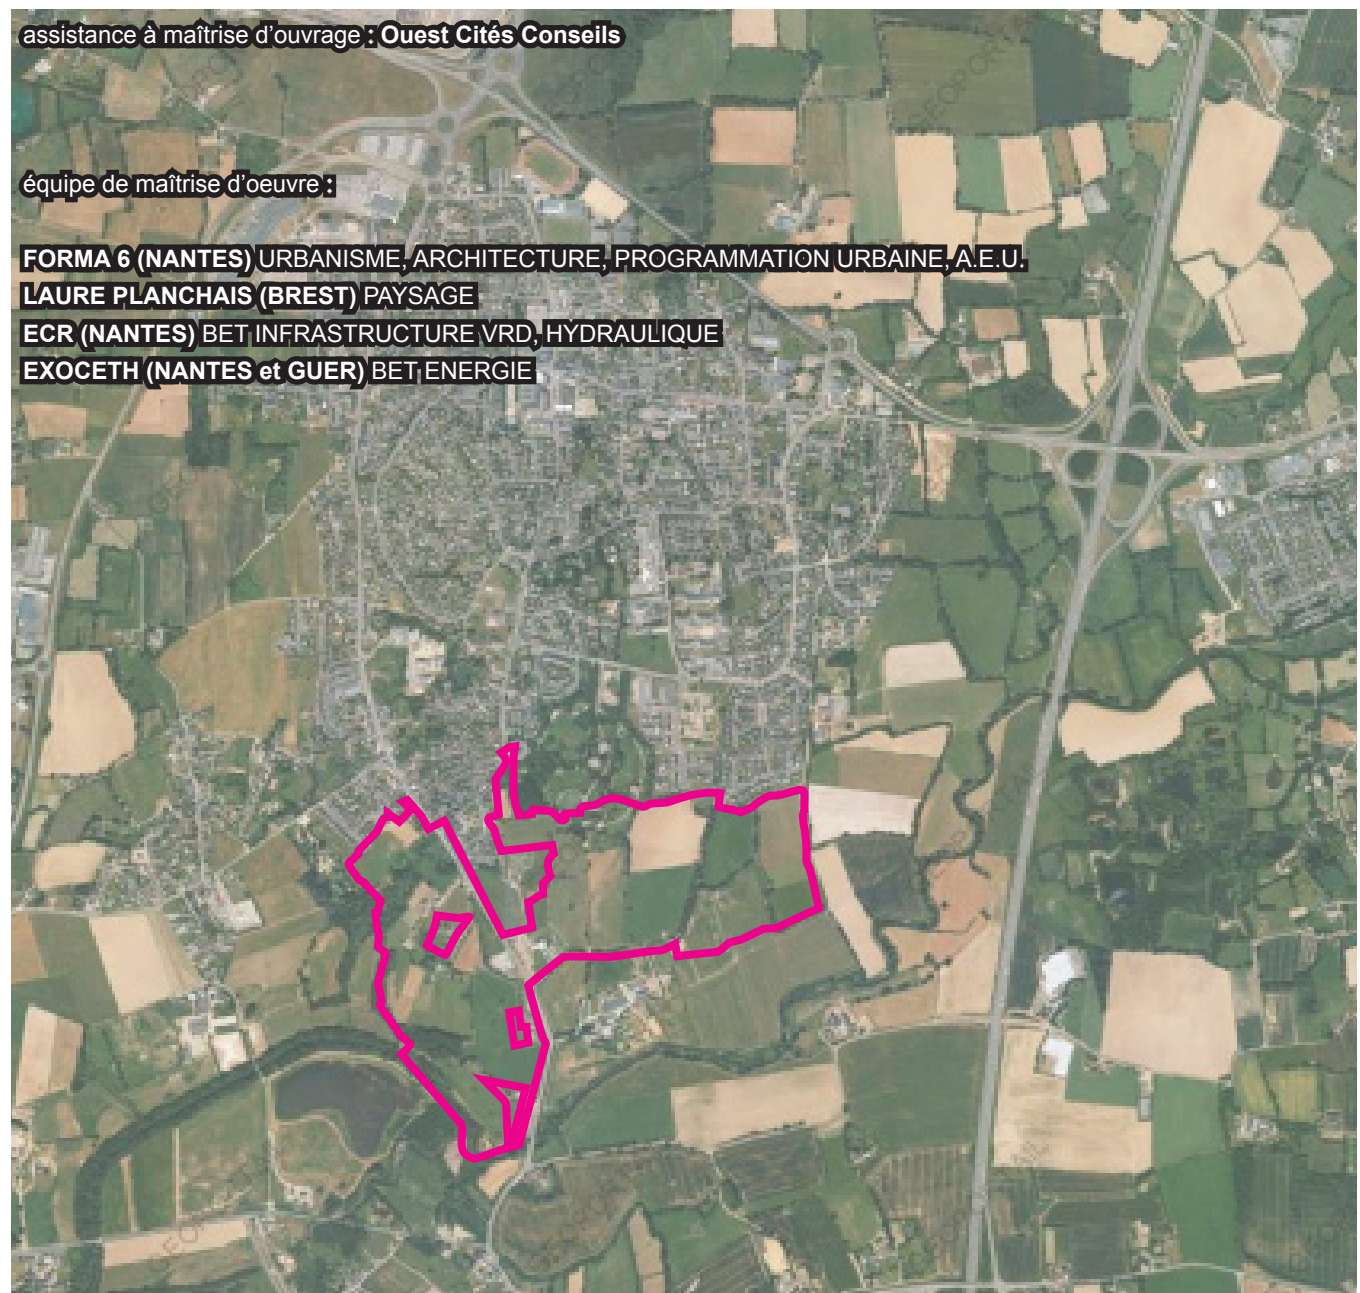 assistance à maîtrise d'ouvrage : Ouest Cités Conseils
équipe de maîtrise d'oeuvre :
FORMA 6 (NANTES) URBANISME, ARCHITECTURE, PROGRAMMATION URBAINE, A.E.U.
LAURE PLANCHAIS (BREST) PAYSAGE
ECR (NANTES) BET INFRASTRUCTURE VRD, HYDRAULIQUE
EXOCETH (NANTES et GUER) BET ENERGIE